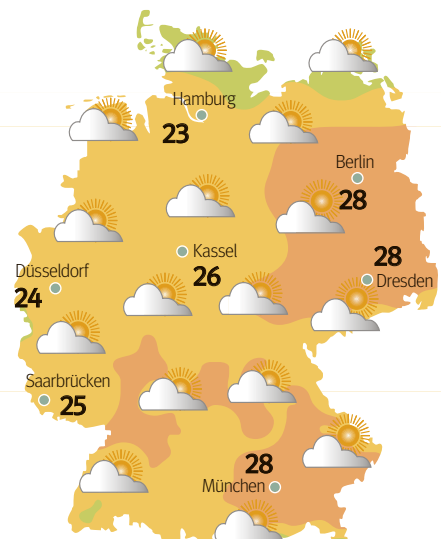 Hamburg
23
Berlin
28
Kassel
26
28
Dresden
Düsseldorf
24
Saarbrücken
25
28
München